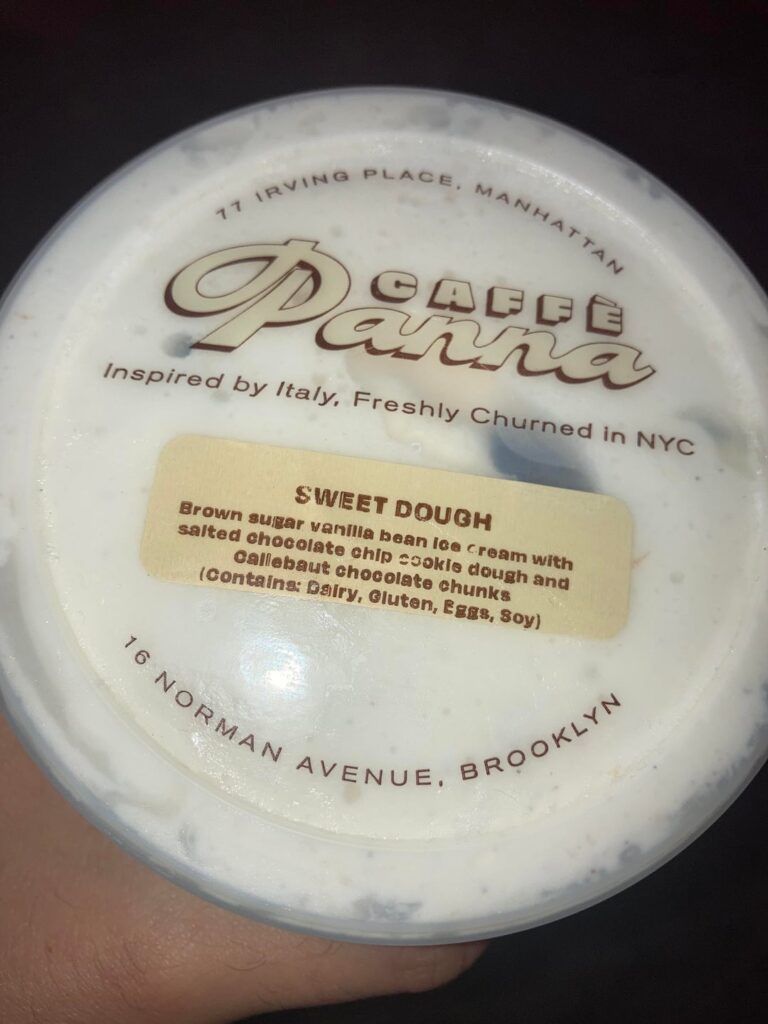 77 IRVING PLACE, MANHATTAN
CAFFÈ
Panna
Inspired by Italy, Freshly Churned in NYC
SWEET DOUGH
Brown sugar vanilla bean ice cream with
salted chocolate chip cookie dough and
Callebaut chocolate chunks
(Contains: Dairy, Gluten, Eggs, Soy)
16 NORMAN AVENUE, BROOKLYN